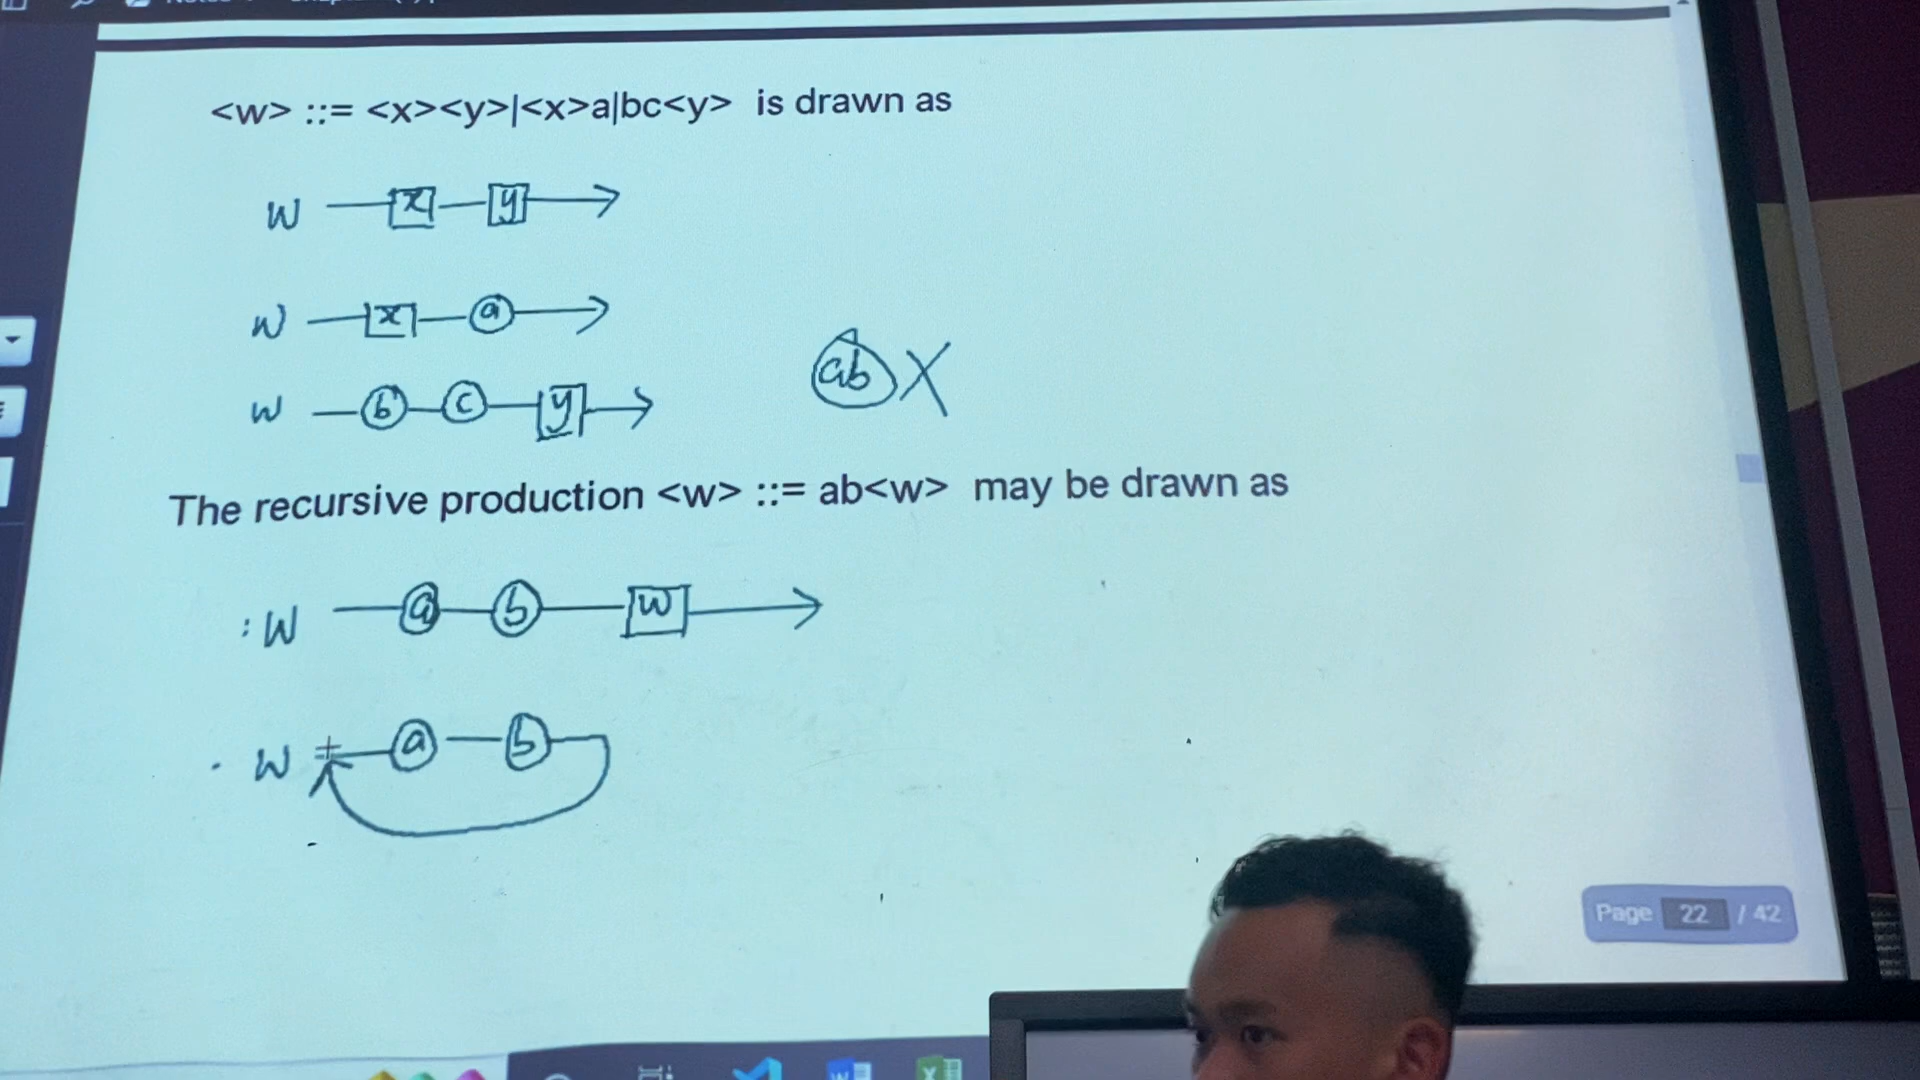 <w> ::= <x><y>|<x>a|bc<y> is drawn as
W x y
W x a
ab X
W b c y
The recursive production <w> ::= ab<w> may be drawn as
: W a b W
. W a b
Page 22 / 42